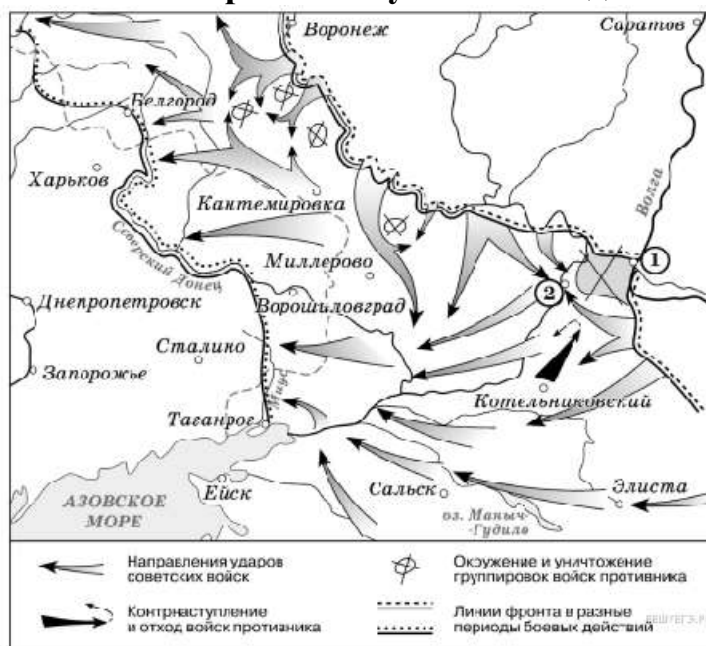 Воронеж
Саратов
Белгород
Харьков
Волга
Кантемировка
Северский Донец
1
Миллерово
2
Днепропетровск
Ворошиловград
Сталино
Запорожье
Миус
Котельниковский
Таганрог
Ейск
Сальск
Элиста
АЗОВСКОЕ
МОРЕ
оз. Маныч-
Гудило
Направления ударов
советских войск
Окружение и уничтожение
группировок войск противника
Контрнаступление
и отход войск противника
Линии фронта в разные
периоды боевых действий